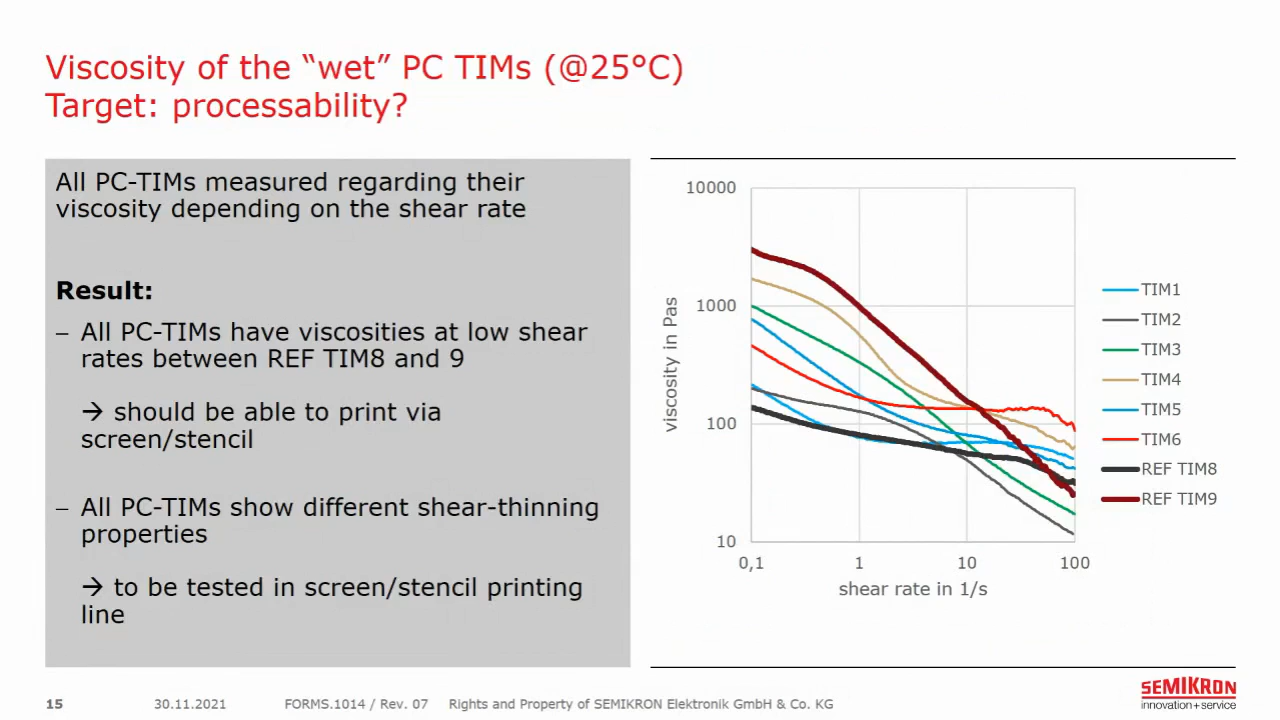 Viscosity of the “wet” PC TIMs (@25°C)
Target: processability?
All PC-TIMs measured regarding their
viscosity depending on the shear rate
Result:
– All PC-TIMs have viscosities at low shear
rates between REF TIM8 and 9
→ should be able to print via
screen/stencil
– All PC-TIMs show different shear-thinning
properties
→ to be tested in screen/stencil printing
line
viscosity in Pas
10000
1000
100
10
0,1 1 10 100
shear rate in 1/s
TIM1
TIM2
TIM3
TIM4
TIM5
TIM6
REF TIM8
REF TIM9
15 30.11.2021 FORMS.1014 / Rev. 07 Rights and Property of SEMIKRON Elektronik GmbH & Co. KG
SEMIKRON
innovation+service